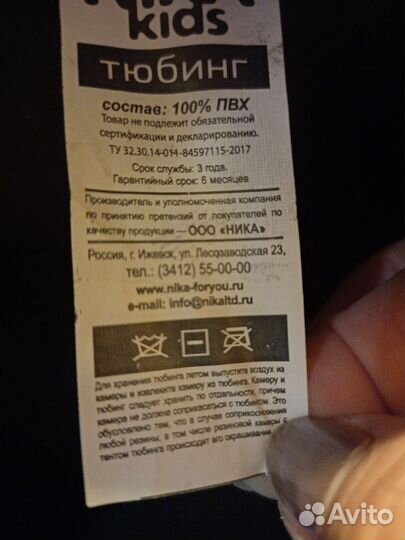 kids
ТЮБИНГ
состав: 100% ПВХ
Товар не подлежит обязательной
сертификации и декларированию.
ТУ 32.30,14-014-84597115-2017
Срок службы: 3 года.
Гарантийный срок: 6 месяцев
Производитель и уполномоченная компания
по принятию претензий от покупателей по
качеству продукции — ООО «НИКА»
Россия, г. Ижевск, ул. Лесозаводская 23,
тел.: (3412) 55-00-00
www.nika-foryou.ru
e-mail: info@nikaltd.ru
Для хранения тюбинга летом выпустите воздух из
камеры и извлеките камеру из тюбинга. Камеру и
тюбинг следует хранить по отдельности, причем
камера не должна соприкасаться с тюбингом. Это
обусловлено тем, что в случае соприкосновения
любой резины, в том числе резиновой камеры с
тентом тюбинга происходит его окрашивание.
Avito